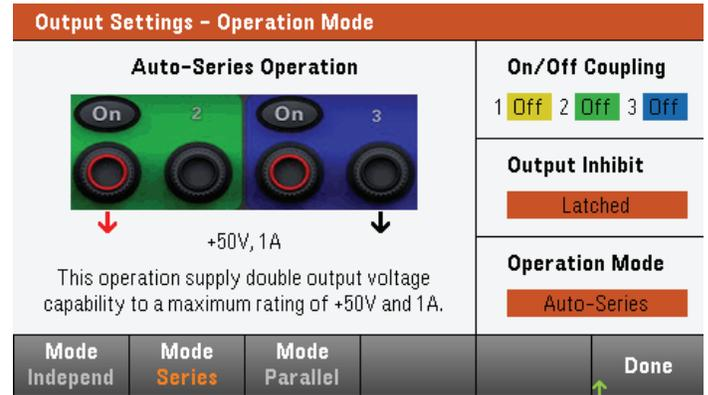 Output Settings - Operation Mode
Auto-Series Operation
On 2 On 3
+50V, 1A
This operation supply double output voltage
capability to a maximum rating of +50V and 1A.
On/Off Coupling
1 Off 2 Off 3 Off
Output Inhibit
Latched
Operation Mode
Auto-Series
Mode Mode Mode
Independ Series Parallel
Done